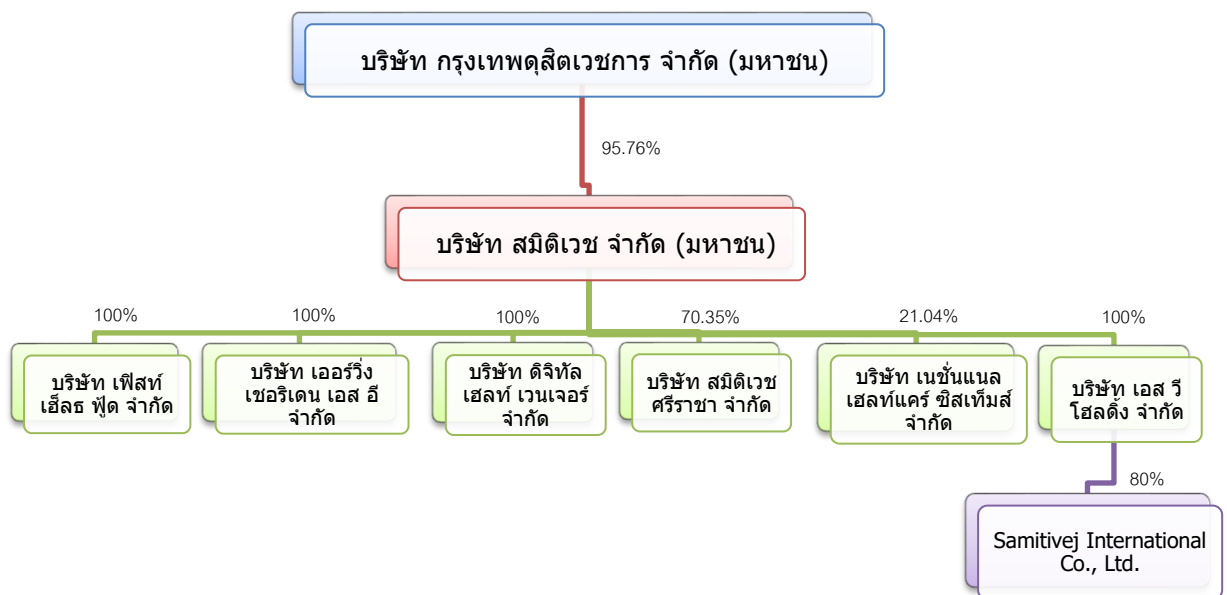 บริษัท กรุงเทพดุสิตเวชการ จำกัด (มหาชน)
95.76%
บริษัท สมิติเวช จำกัด (มหาชน)
100%
100%
100%
70.35%
21.04%
100%
บริษัท เฟิสท์
เฮ็ลธ ฟู้ด จำกัด
บริษัท เออร์วิ่ง
เชอริเดน เอส อี
จำกัด
บริษัท ดิจิทัล
เฮลท์ เวนเจอร์
จำกัด
บริษัท สมิติเวช
ศรีราชา จำกัด
บริษัท เนชั่นแนล
เฮลท์แคร์ ซิสเท็มส์
จำกัด
บริษัท เอส วี
โฮลดิ้ง จำกัด
80%
Samitivej International
Co., Ltd.